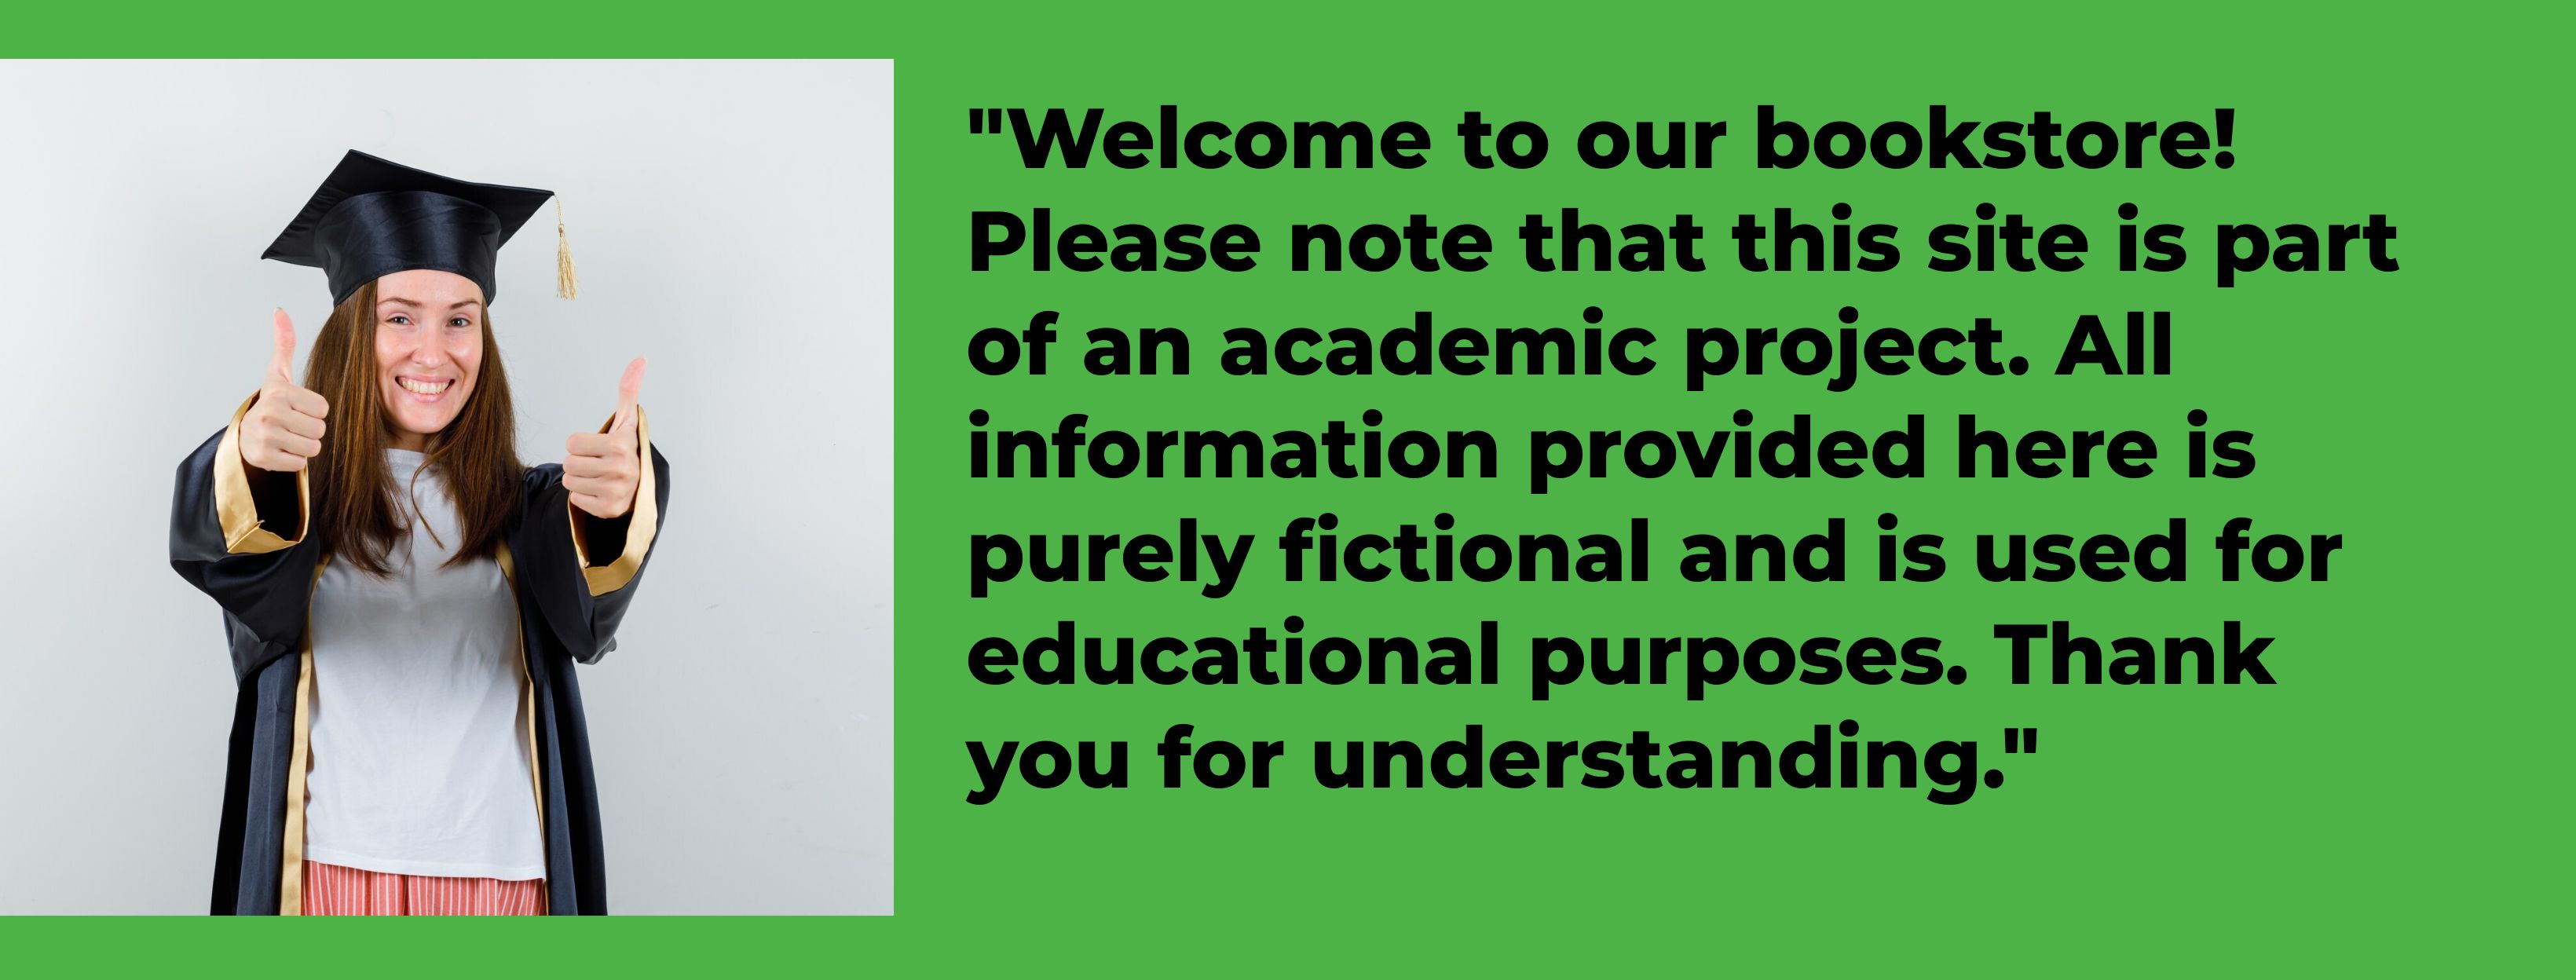 "Welcome to our bookstore!
Please note that this site is part
of an academic project. All
information provided here is
purely fictional and is used for
educational purposes. Thank
you for understanding."